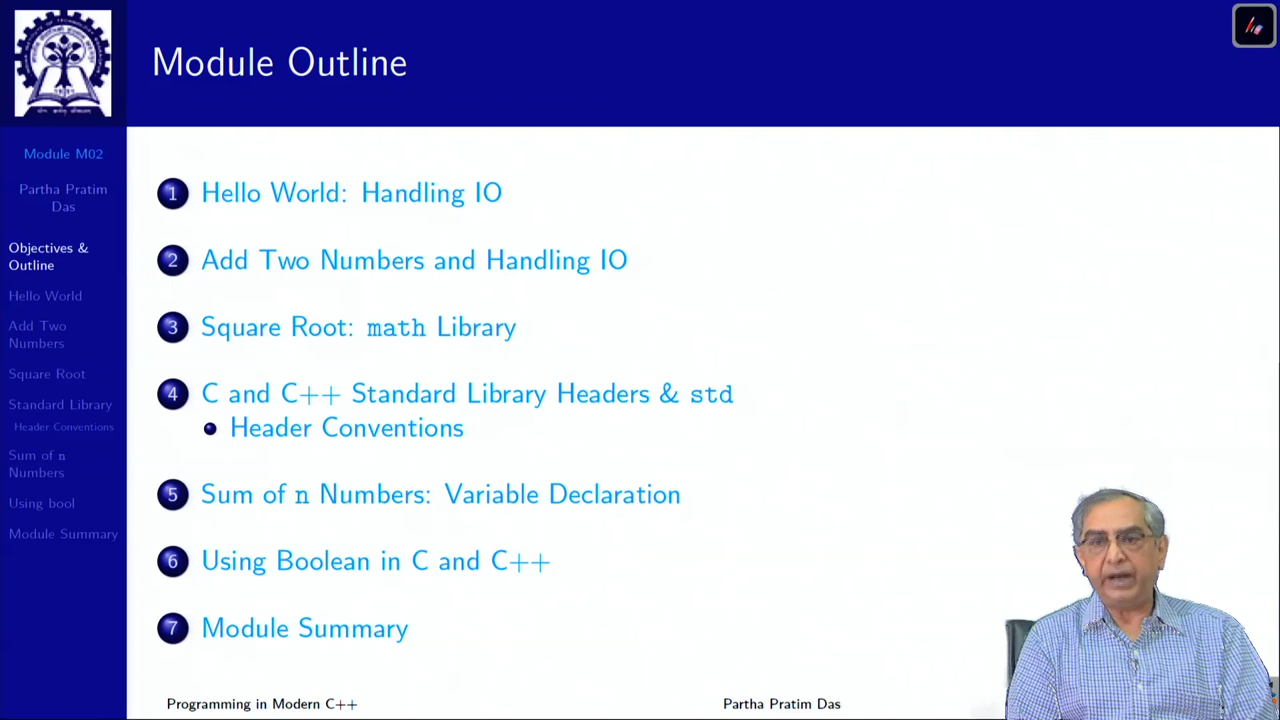 Module Outline
Module M02
Partha Pratim
Das
Objectives &
Outline
Hello World
Add Two
Numbers
Square Root
Standard Library
Header Conventions
Sum of n
Numbers
Using bool
Module Summary
1 Hello World: Handling IO
2 Add Two Numbers and Handling IO
3 Square Root: math Library
4 C and C++ Standard Library Headers & std
Header Conventions
5 Sum of n Numbers: Variable Declaration
6 Using Boolean in C and C++
7 Module Summary
Programming in Modern C++
Partha Pratim Das